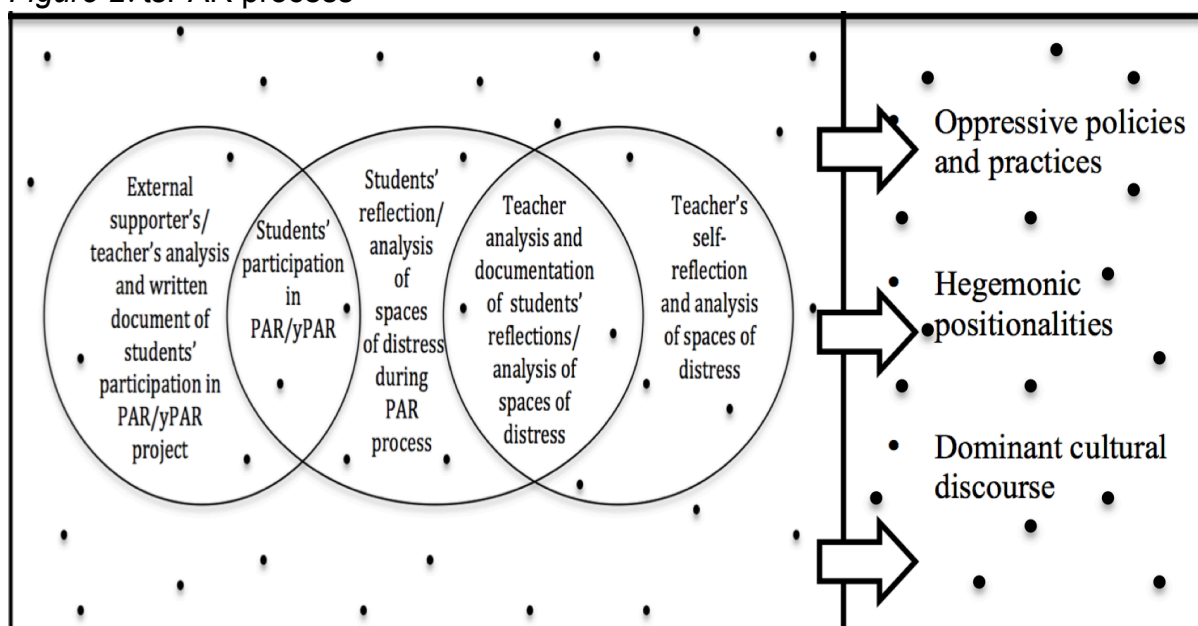 External
supporter's/
teacher's analysis
and written
document of
students'
participation in
PAR/yPAR
project
Students'
participation
in
PAR/yPAR
Students'
reflection/
analysis
of
spaces
of distress
during
PAR
process
Teacher
analysis and
documentation
of students'
reflections/
analysis of
spaces of
distress
Teacher's
self-
reflection
and analysis
of spaces of
distress
• Oppressive policies
and practices
• Hegemonic
positionalities
• Dominant cultural
discourse